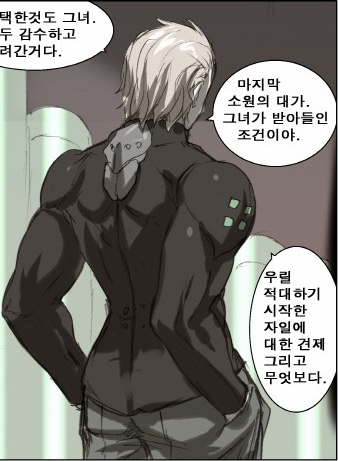 택한것도 그녀.
두 감수하고
려간거다.
마지막
소원의 대가.
그녀가 받아들인
조건이야.
우릴
적대하기
시작한
자일에
대한 견제
그리고
무엇보다.